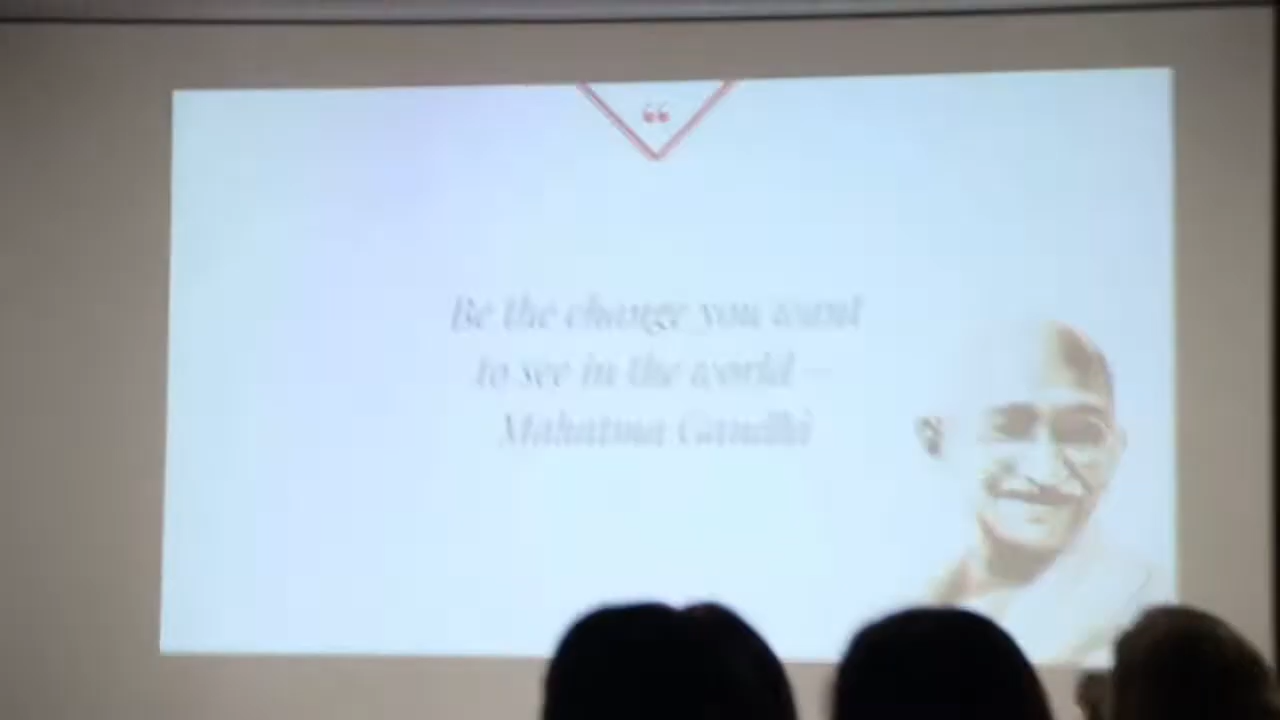 “
Be the change you want
to see in the world –
Mahatma Gandhi